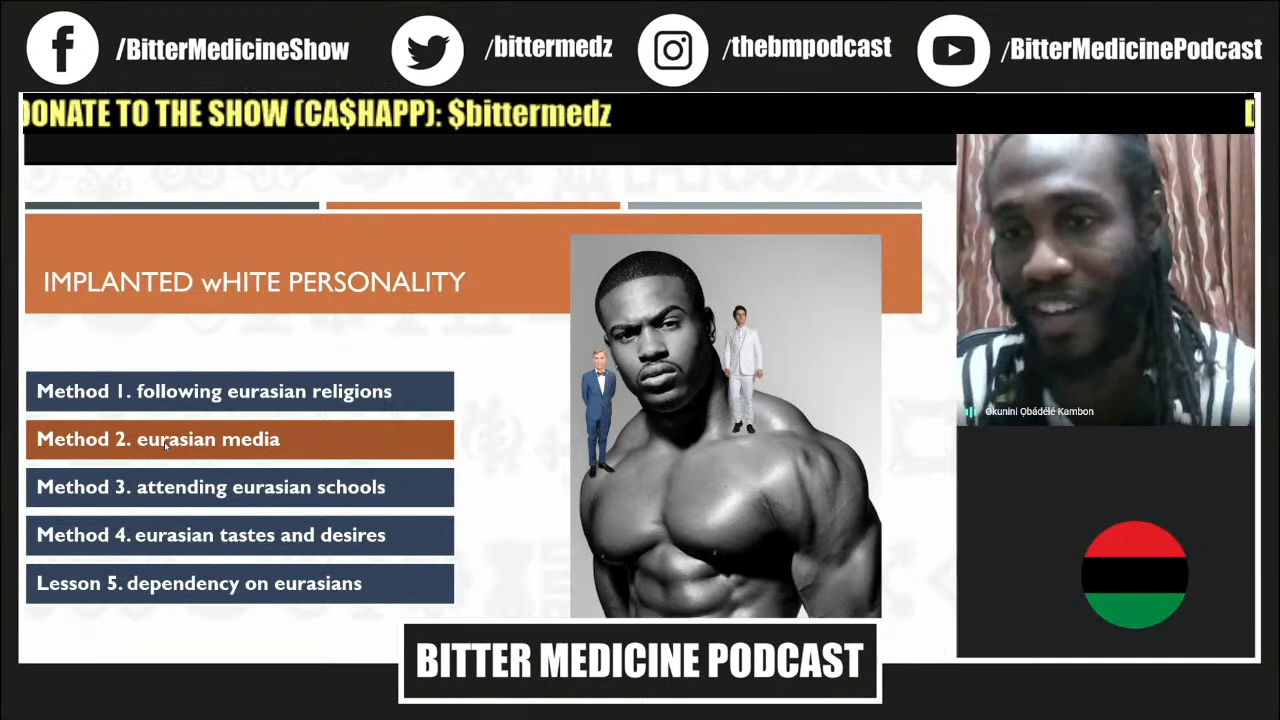 /BitterMedicineShow
/bittermedz
/thebmpodcast
/BitterMedicinePodcast
DONATE TO THE SHOW (CA$HAPP): $bittermedz
IMPLANTED wHITE PERSONALITY
Method 1. following eurasian religions
Method 2. eurasian media
Method 3. attending eurasian schools
Method 4. eurasian tastes and desires
Lesson 5. dependency on eurasians
Ọkunini Ọbádélé Kambon
BITTER MEDICINE PODCAST